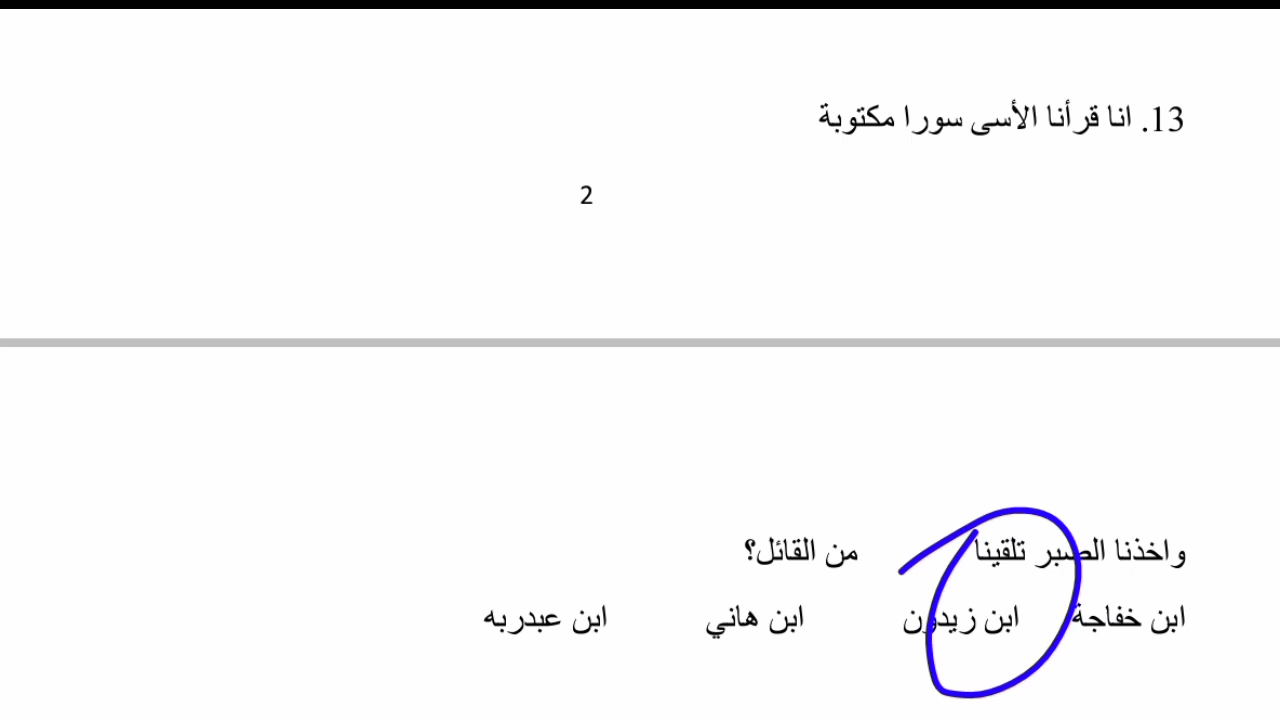 13. انا قرأنا الأسى سورا مكتوبة
2
واخذنا الصبر تلقينا من القائل؟
ابن خفاجة ابن زيدون ابن هاني ابن عبدربه